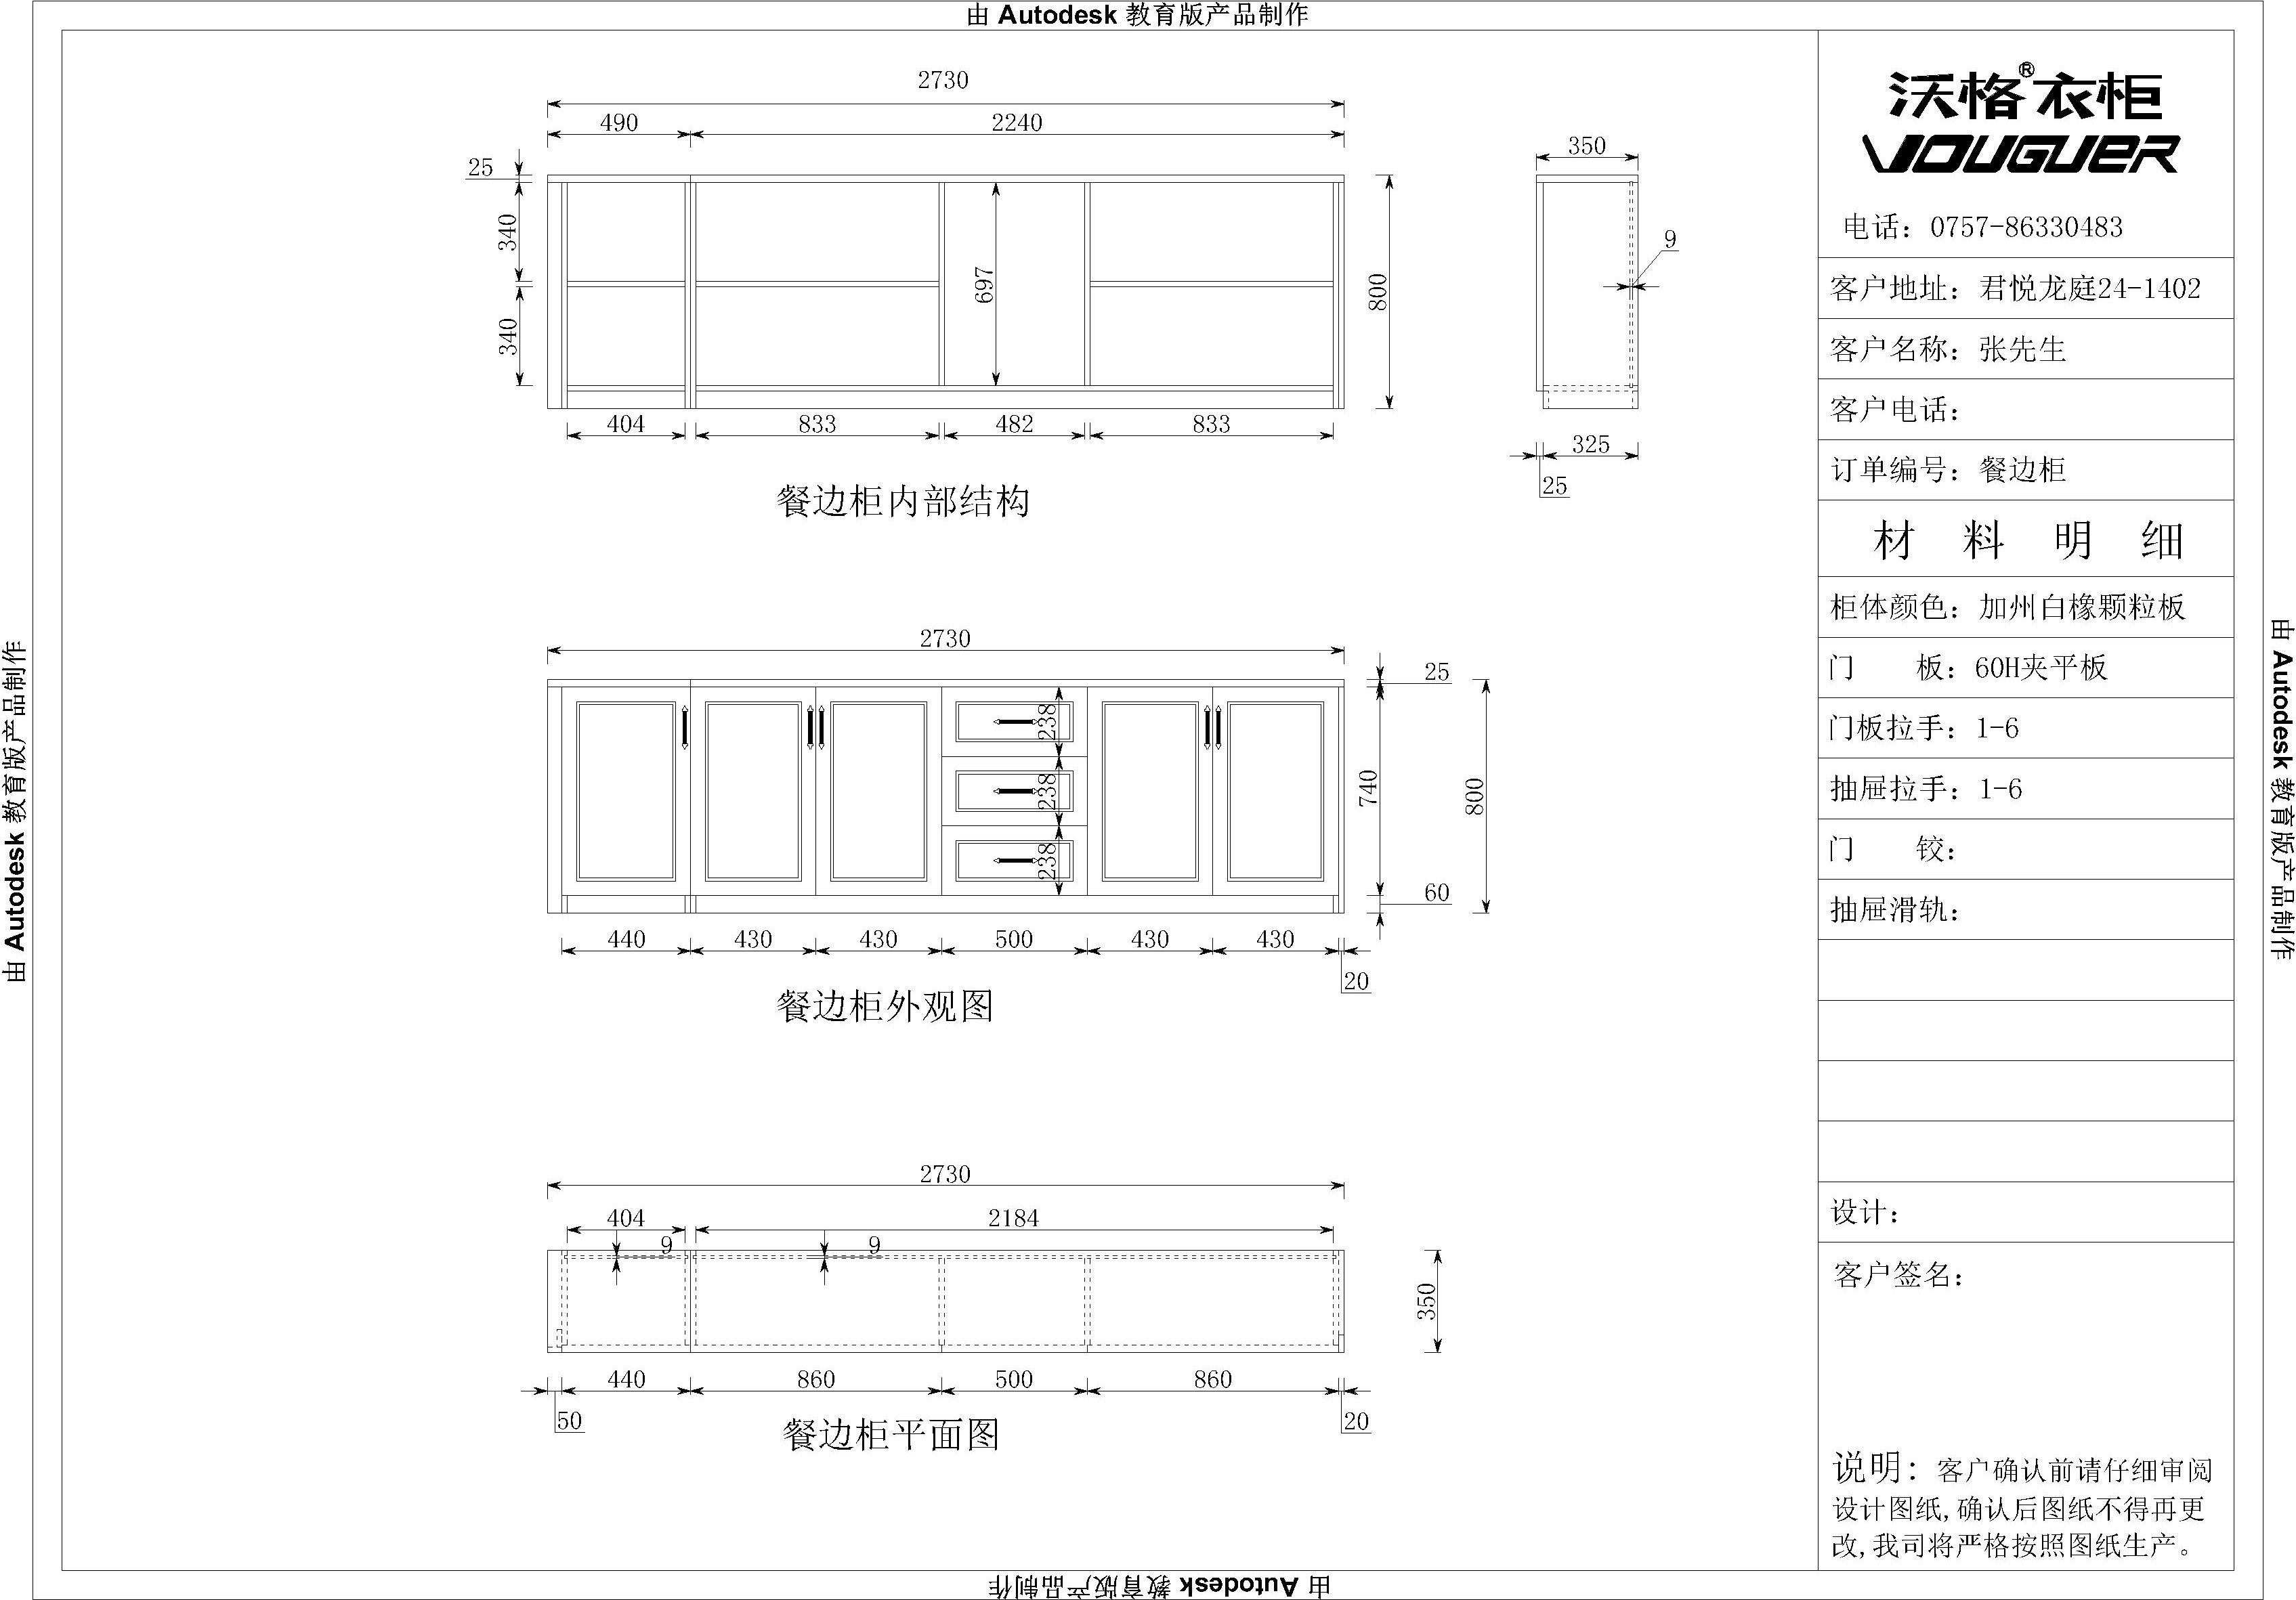 由 Autodesk 教育版产品制作
2730
490
2240
25
340
340
697
800
404
833
482
833
餐边柜内部结构
350
9
325
25
2730
25
238
238
238
740
800
60
440
430
430
500
430
430
20
餐边柜外观图
2730
404
2184
9
9
350
440
860
500
860
50
20
餐边柜平面图
沃格®衣柜
VOUGUER
电话：0757-86330483
客户地址：君悦龙庭24-1402
客户名称：张先生
客户电话：
订单编号：餐边柜
材 料 明 细
柜体颜色：加州白橡颗粒板
门 板：60H夹平板
门板拉手：1-6
抽屉拉手：1-6
门 铰：
抽屉滑轨：
设计：
客户签名：
说明：客户确认前请仔细审阅
设计图纸,确认后图纸不得再更
改,我司将严格按照图纸生产。
由 Autodesk 教育版产品制作
由 Autodesk 教育版产品制作
由 Autodesk 教育版产品制作